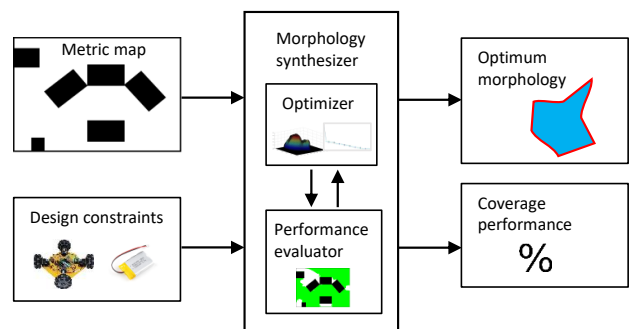 Metric map
Design constraints
Morphology
synthesizer
Optimizer
Performance
evaluator
Optimum
morphology
Coverage
performance
%